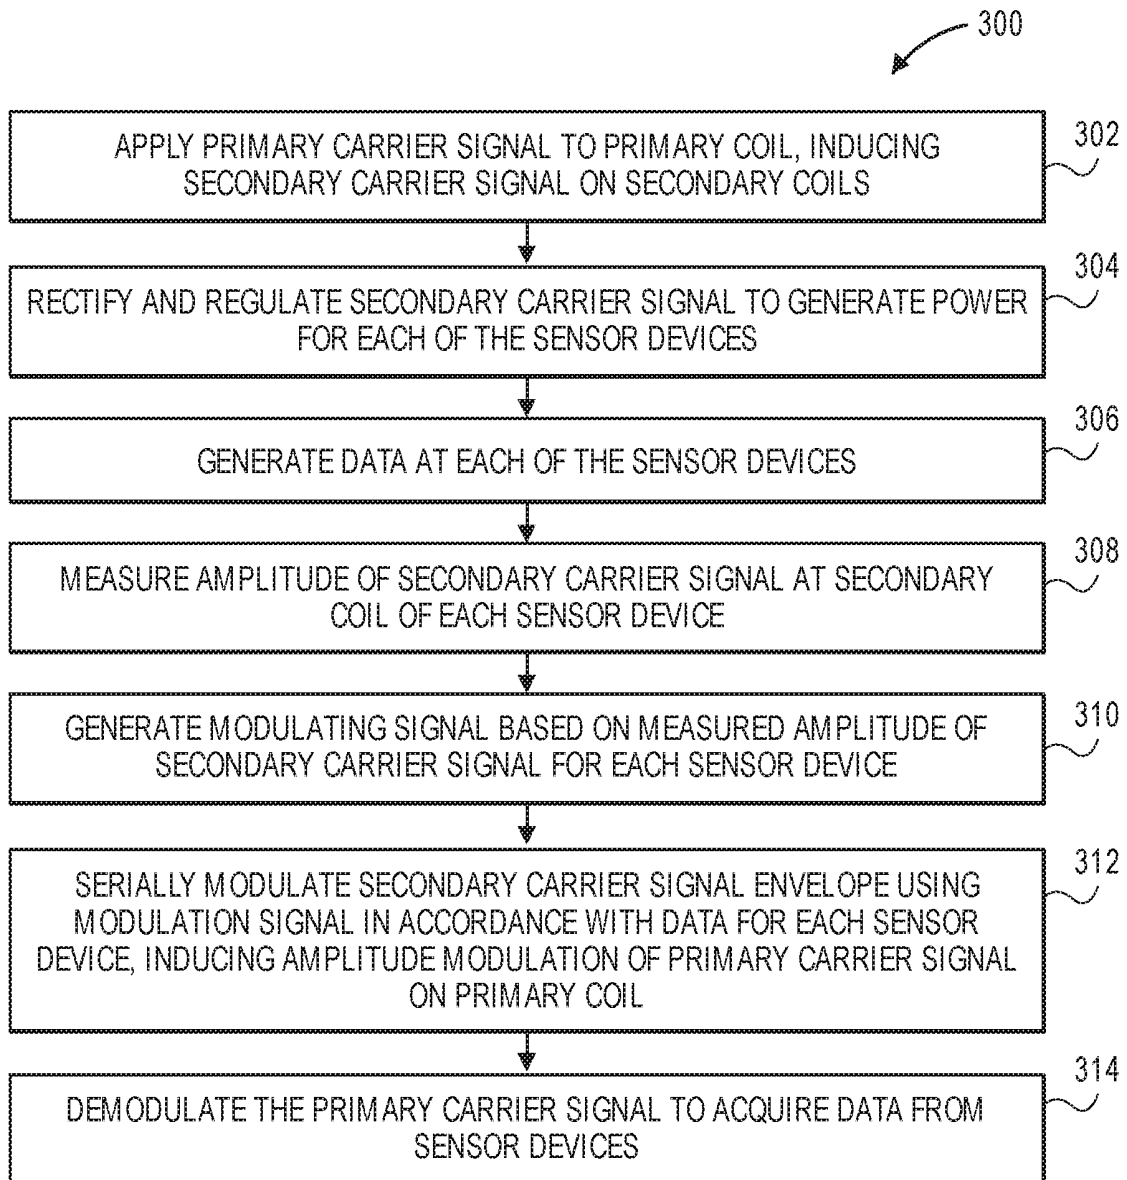 300
APPLY PRIMARY CARRIER SIGNAL TO PRIMARY COIL, INDUCING
SECONDARY CARRIER SIGNAL ON SECONDARY COILS
302
RECTIFY AND REGULATE SECONDARY CARRIER SIGNAL TO GENERATE POWER
FOR EACH OF THE SENSOR DEVICES
304
GENERATE DATA AT EACH OF THE SENSOR DEVICES
306
MEASURE AMPLITUDE OF SECONDARY CARRIER SIGNAL AT SECONDARY
COIL OF EACH SENSOR DEVICE
308
GENERATE MODULATING SIGNAL BASED ON MEASURED AMPLITUDE OF
SECONDARY CARRIER SIGNAL FOR EACH SENSOR DEVICE
310
SERIALLY MODULATE SECONDARY CARRIER SIGNAL ENVELOPE USING
MODULATION SIGNAL IN ACCORDANCE WITH DATA FOR EACH SENSOR
DEVICE, INDUCING AMPLITUDE MODULATION OF PRIMARY CARRIER SIGNAL
ON PRIMARY COIL
312
DEMODULATE THE PRIMARY CARRIER SIGNAL TO ACQUIRE DATA FROM
SENSOR DEVICES
314